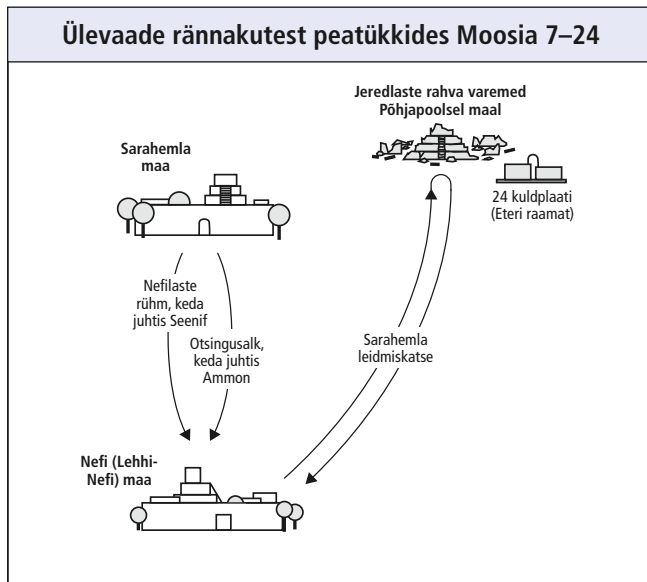 Ülevaade rännakutest peatükkides Moosia 7–24
Jeredlaste rahva varemed
Põhjapoolsel maal
Sarahemla
maa
24 kuldplaati
(Eteri raamat)
Nefilaste
rühm, keda
juhtis Seenif
Otsingusalk,
keda juhtis
Ammon
Sarahemla
leidmiskatse
Nefi (Lehhi-
Nefi) maa